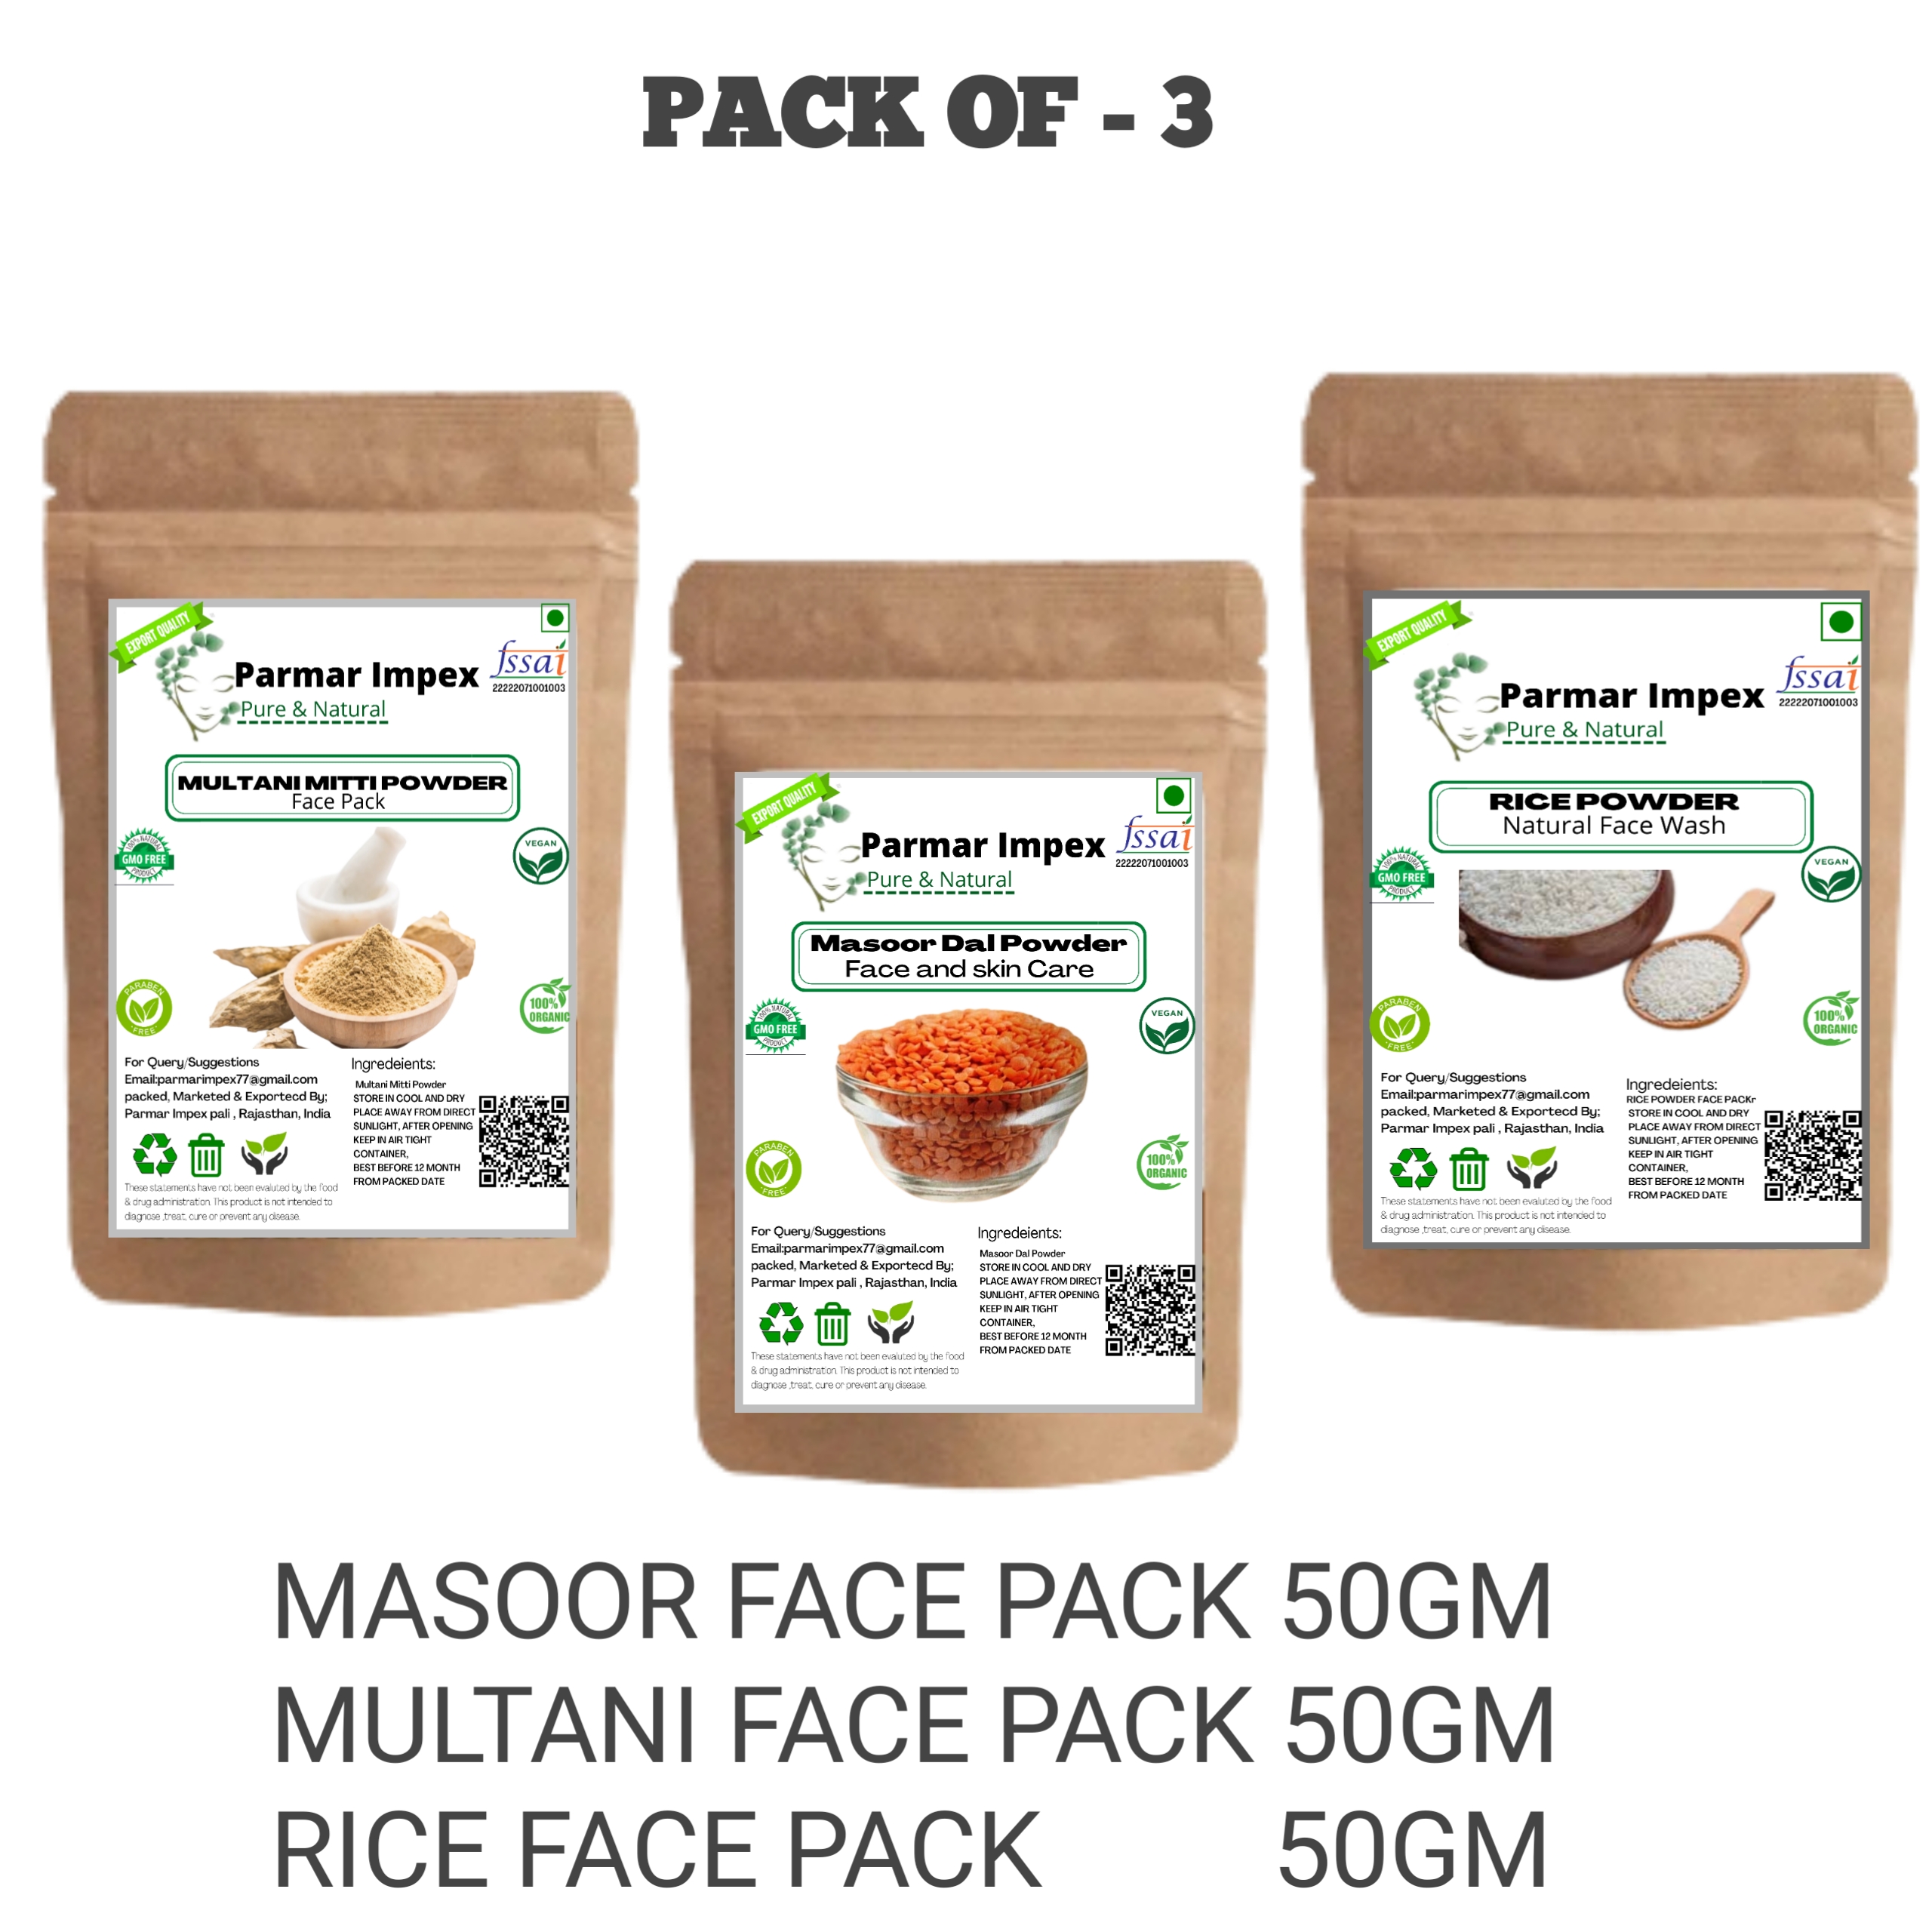 PACK OF - 3
EXPORT QUALITY
Parmar Impex
Pure & Natural
fssai
22222071001003
MULTANI MITTI POWDER
Face Pack
100% NATURAL
GMO FREE
PRODUCT
VEGAN
PARABEN
"FREE"
100%
ORGANIC
For Query/Suggestions
Email:parmarimpex77@gmail.com
packed, Marketed & Exportecd By;
Parmar Impex pali , Rajasthan, India
These statements have not been evaluted by the food
& drug administration. This product is not intended to
diagnose ,treat, cure or prevent any disease.
Ingredeients:
Multani Mitti Powder
STORE IN COOL AND DRY
PLACE AWAY FROM DIRECT
SUNLIGHT, AFTER OPENING
KEEP IN AIR TIGHT
CONTAINER,
BEST BEFORE 12 MONTH
FROM PACKED DATE
EXPORT QUALITY
Parmar Impex
Pure & Natural
fssai
22222071001003
Masoor Dal Powder
Face and skin Care
100% NATURAL
GMO FREE
PRODUCT
VEGAN
PARABEN
"FREE"
100%
ORGANIC
For Query/Suggestions
Email:parmarimpex77@gmail.com
packed, Marketed & Exportecd By;
Parmar Impex pali , Rajasthan, India
These statements have not been evaluted by the food
& drug administration. This product is not intended to
diagnose ,treat, cure or prevent any disease.
Ingredeients:
Masoor Dal Powder
STORE IN COOL AND DRY
PLACE AWAY FROM DIRECT
SUNLIGHT, AFTER OPENING
KEEP IN AIR TIGHT
CONTAINER,
BEST BEFORE 12 MONTH
FROM PACKED DATE
EXPORT QUALITY
Parmar Impex
Pure & Natural
fssai
22222071001003
RICE POWDER
Natural Face Wash
100% NATURAL
GMO FREE
PRODUCT
VEGAN
PARABEN
"FREE"
100%
ORGANIC
For Query/Suggestions
Email:parmarimpex77@gmail.com
packed, Marketed & Exportecd By;
Parmar Impex pali , Rajasthan, India
These statements have not been evaluted by the food
& drug administration. This product is not intended to
diagnose ,treat, cure or prevent any disease.
Ingredeients:
RICE POWDER FACE PACKr
STORE IN COOL AND DRY
PLACE AWAY FROM DIRECT
SUNLIGHT, AFTER OPENING
KEEP IN AIR TIGHT
CONTAINER,
BEST BEFORE 12 MONTH
FROM PACKED DATE
MASOOR FACE PACK 50GM
MULTANI FACE PACK 50GM
RICE FACE PACK 50GM